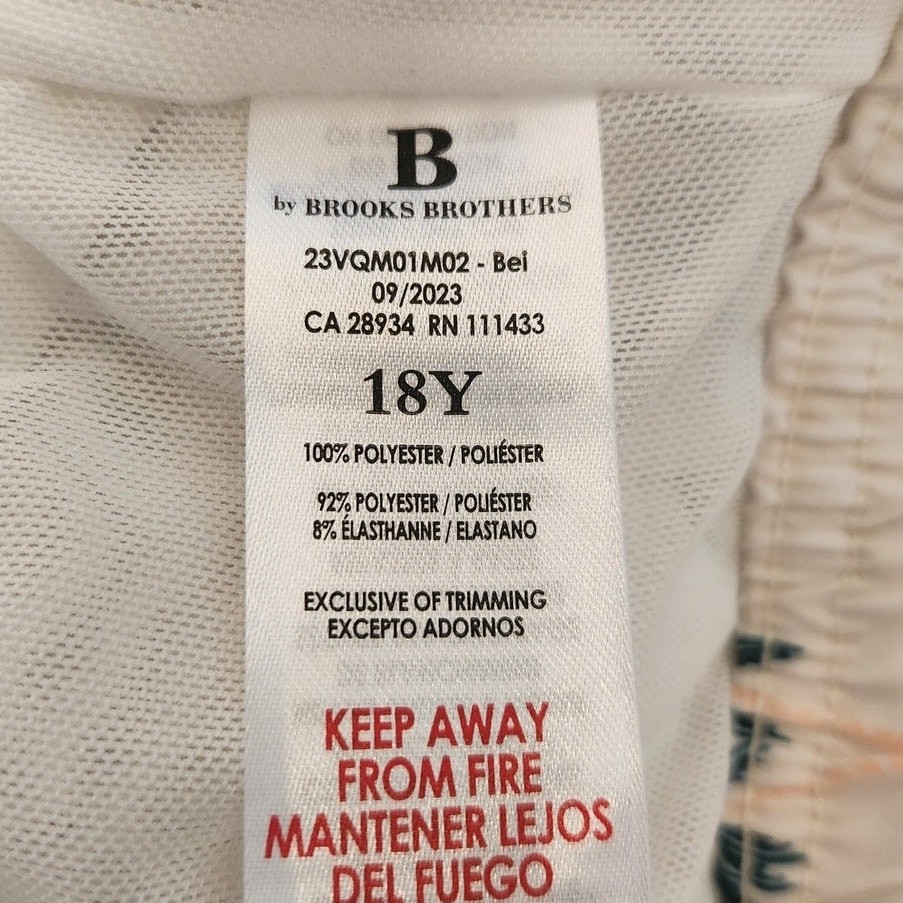 B
by BROOKS BROTHERS
23VQM01M02 - Bei
09/2023
CA 28934 RN 111433
18Y
100% POLYESTER / POLIÉSTER
92% POLYESTER / POLIÉSTER
8% ÉLASTHANNE / ELASTANO
EXCLUSIVE OF TRIMMING
EXCEPTO ADORNOS
KEEP AWAY
FROM FIRE
MANTENER LEJOS
DEL FUEGO